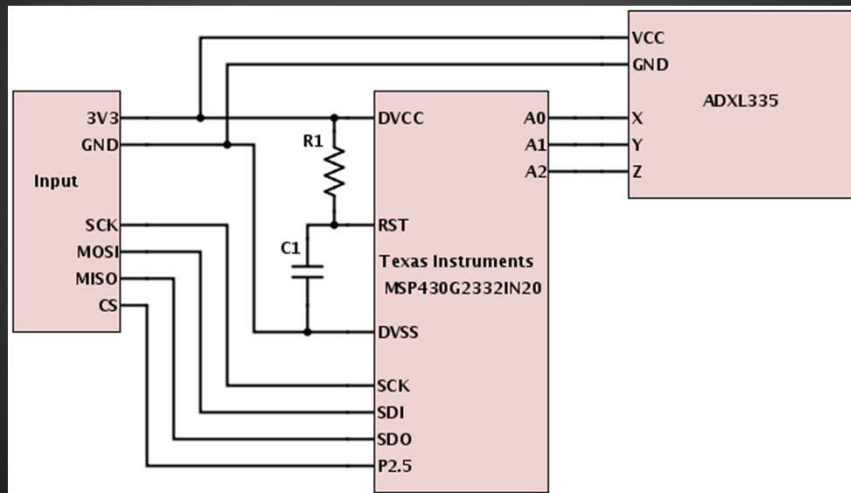 VCC
GND
ADXL335
3V3
DVCC
A0
X
GND
R1
A1
Y
A2
Z
Input
SCK
RST
MOSI
C1
Texas Instruments
MISO
MSP430G2332IN20
CS
DVSS
SCK
SDI
SDO
P2.5